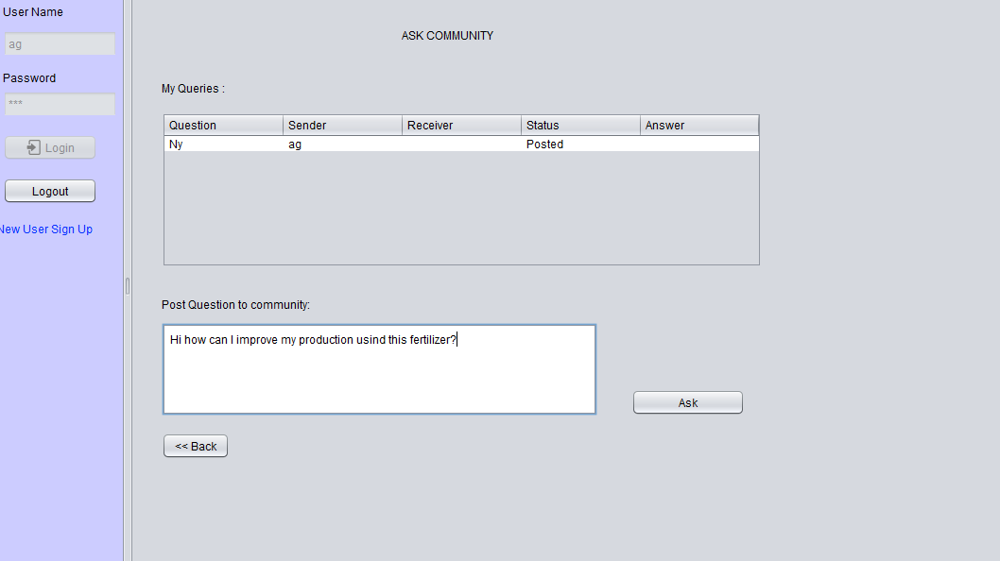 User Name
ag
Password
***
Login
Logout
New User Sign Up
ASK COMMUNITY
My Queries :
Question Sender Receiver Status Answer
Ny ag Posted
Post Question to community:
Hi how can I improve my production usind this fertilizer?
Ask
<< Back